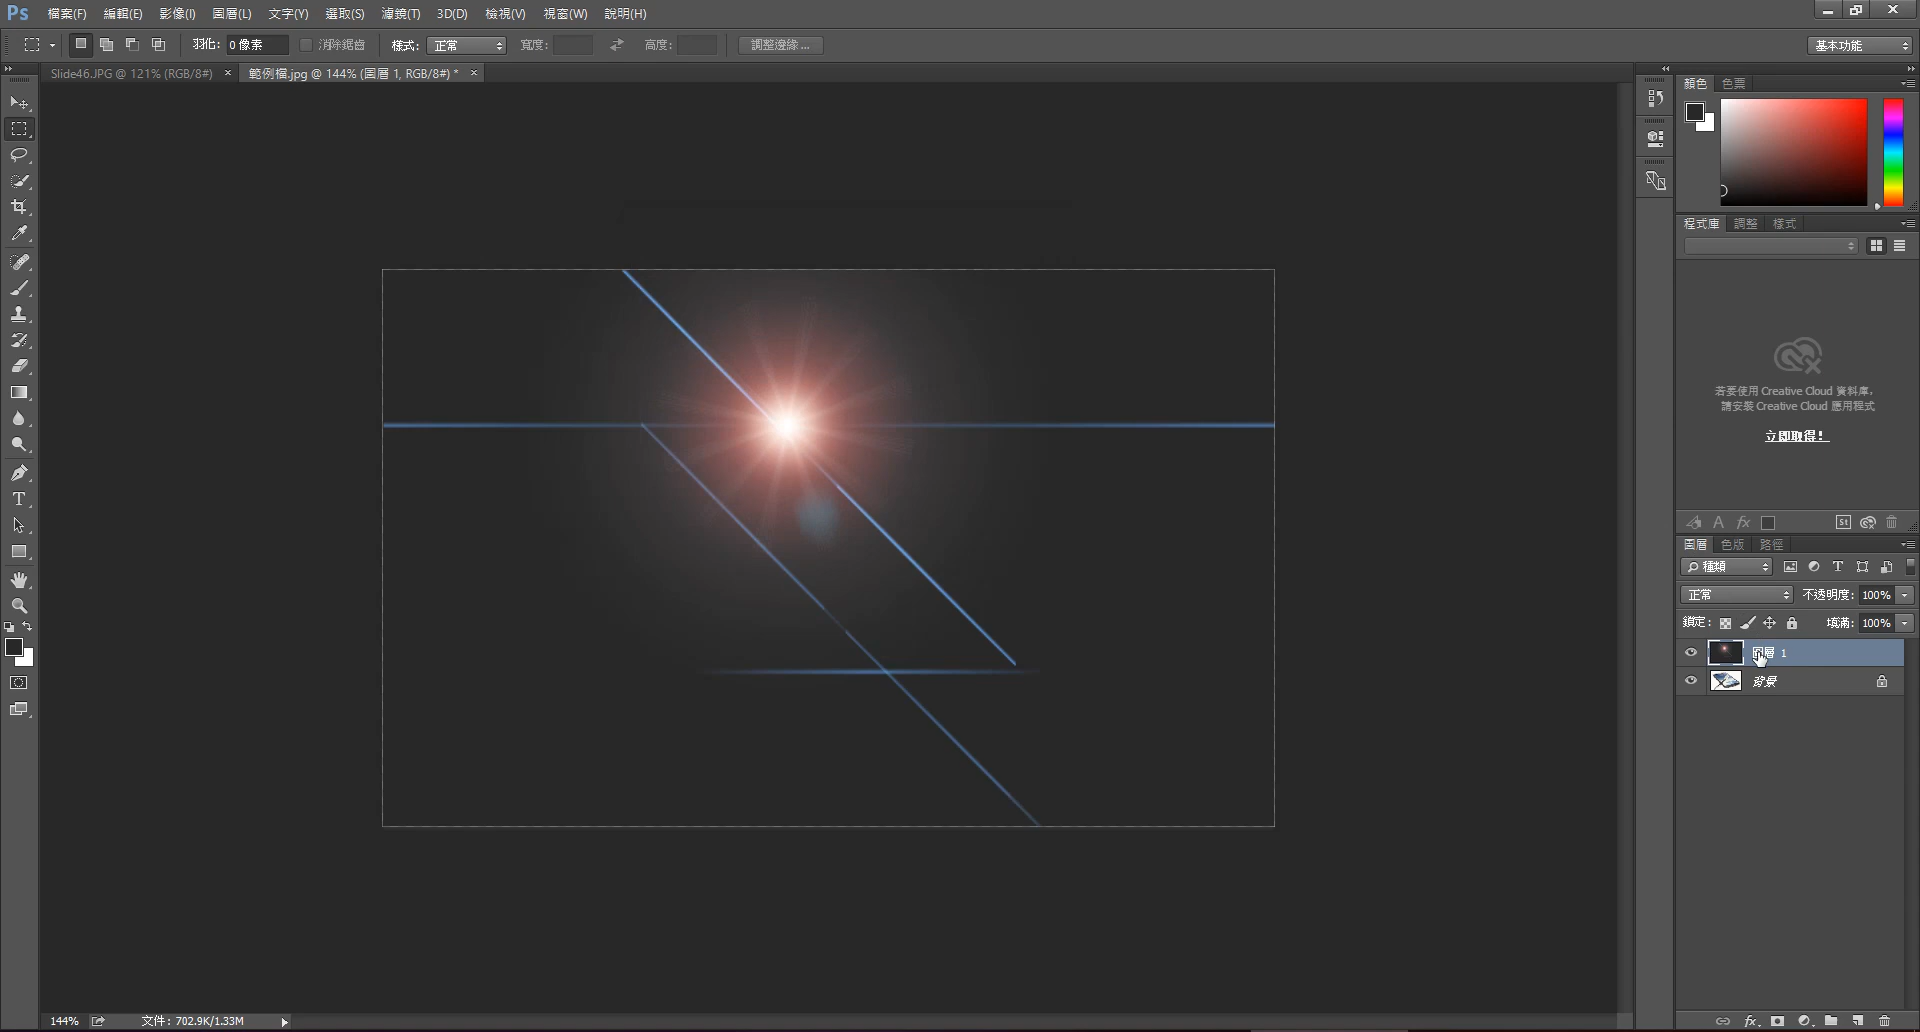 Ps 檔案(F) 編輯(E) 影像(I) 圖層(L) 文字(Y) 選取(S) 濾鏡(T) 3D(D) 檢視(V) 視窗(W) 說明(H)
羽化: 0 像素 消除鋸齒 樣式: 正常 寬度: 高度: 調整邊緣... 基本功能
Slide46.JPG @ 121% (RGB/8#) × 範例檔.jpg @ 144% (圖層 1, RGB/8#) * ×
顏色 色票
程式庫 調整 樣式
若要使用 Creative Cloud 資料庫，
請安裝 Creative Cloud 應用程式
立即取得！
圖層 色版 路徑
種類
正常 不透明度: 100%
鎖定: 填滿: 100%
圖層 1
背景
144% 文件: 702.9K/1.33M